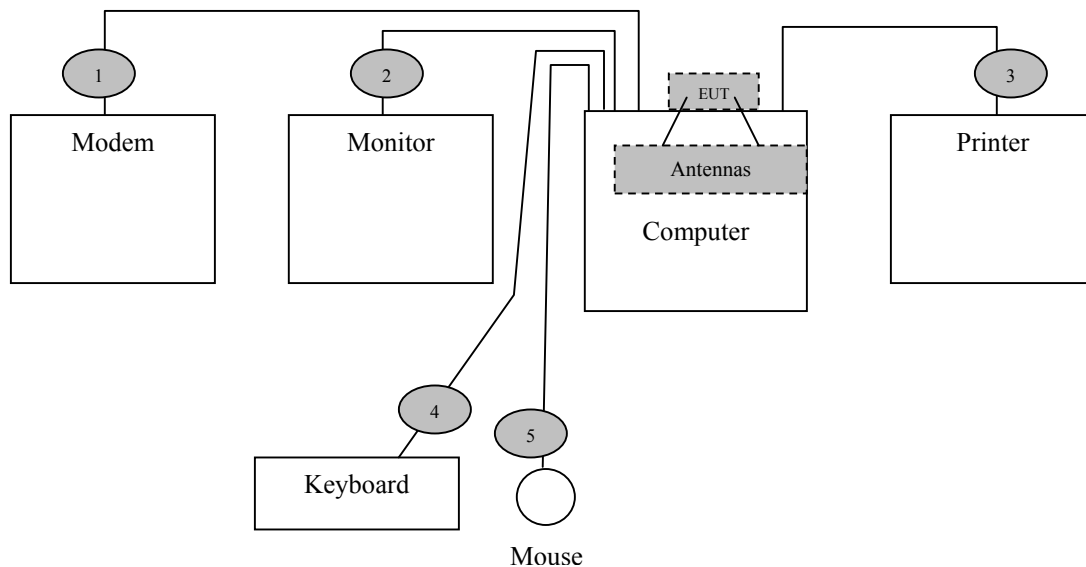 1
2
3
EUT
Modem
Monitor
Printer
Antennas
Computer
4
5
Keyboard
Mouse